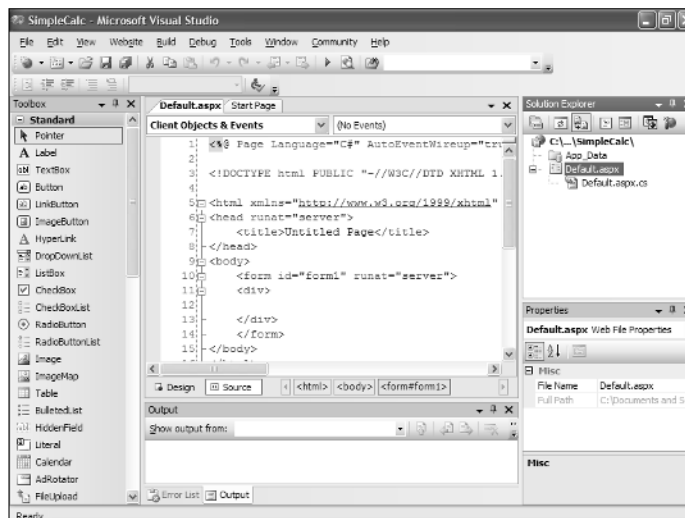 SimpleCalc - Microsoft Visual Studio
File Edit View Website Build Debug Tools Window Community Help
Toolbox
Standard
Pointer
Label
TextBox
Button
LinkButton
ImageButton
HyperLink
DropDownList
ListBox
CheckBox
CheckBoxList
RadioButton
RadioButtonList
Image
ImageMap
Table
BulletedList
HiddenField
Literal
Calendar
AdRotator
FileUpload
Default.aspx Start Page
Client Objects & Events (No Events)
1 <%@ Page Language="C#" AutoEventWireup="tru
2
3 <!DOCTYPE html PUBLIC "-//W3C//DTD XHTML 1.
4
5 <html xmlns="http://www.w3.org/1999/xhtml"
6 <head runat="server">
7 <title>Untitled Page</title>
8 </head>
9 <body>
10 <form id="form1" runat="server">
11 <div>
12
13 </div>
14 </form>
15 </body>
Design Source <html> <body> <form#form1>
Output
Show output from:
Error List Output
Solution Explorer
C:\...\SimpleCalc\
App_Data
Default.aspx
Default.aspx.cs
Properties
Default.aspx Web File Properties
Misc
File Name Default.aspx
Full Path C:\Documents and S
Misc
Ready